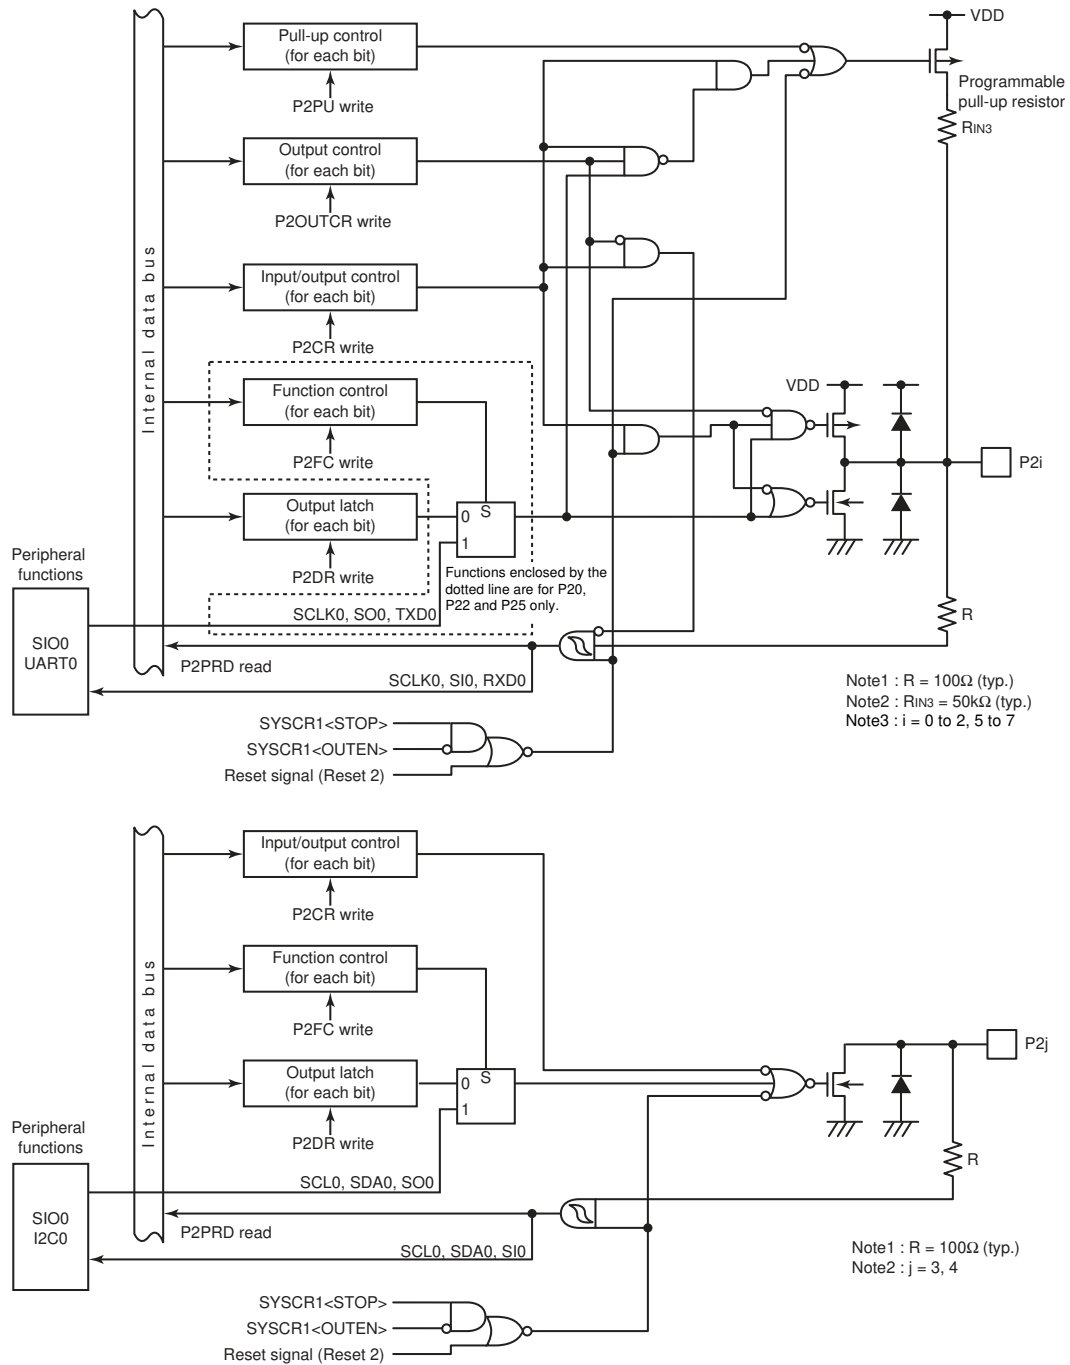 VDD
Pull-up control
(for each bit)
P2PU write
Programmable
pull-up resistor
RIN3
Output control
(for each bit)
P2OUTCR write
Internal data bus
Input/output control
(for each bit)
P2CR write
VDD
Function control
(for each bit)
P2FC write
P2i
Output latch
(for each bit)
P2DR write
0 S
1
Peripheral
functions
Functions enclosed by the
dotted line are for P20,
P22 and P25 only.
SCLK0, SO0, TXD0
SIO0
UART0
R
P2PRD read
SCLK0, SI0, RXD0
Note1 : R = 100Ω (typ.)
Note2 : RIN3 = 50kΩ (typ.)
Note3 : i = 0 to 2, 5 to 7
SYSCR1<STOP>
SYSCR1<OUTEN>
Reset signal (Reset 2)
Input/output control
(for each bit)
P2CR write
Internal data bus
Function control
(for each bit)
P2FC write
P2j
Output latch
(for each bit)
P2DR write
0 S
1
Peripheral
functions
R
SCL0, SDA0, SO0
SIO0
I2C0
P2PRD read
SCL0, SDA0, SI0
Note1 : R = 100Ω (typ.)
Note2 : j = 3, 4
SYSCR1<STOP>
SYSCR1<OUTEN>
Reset signal (Reset 2)